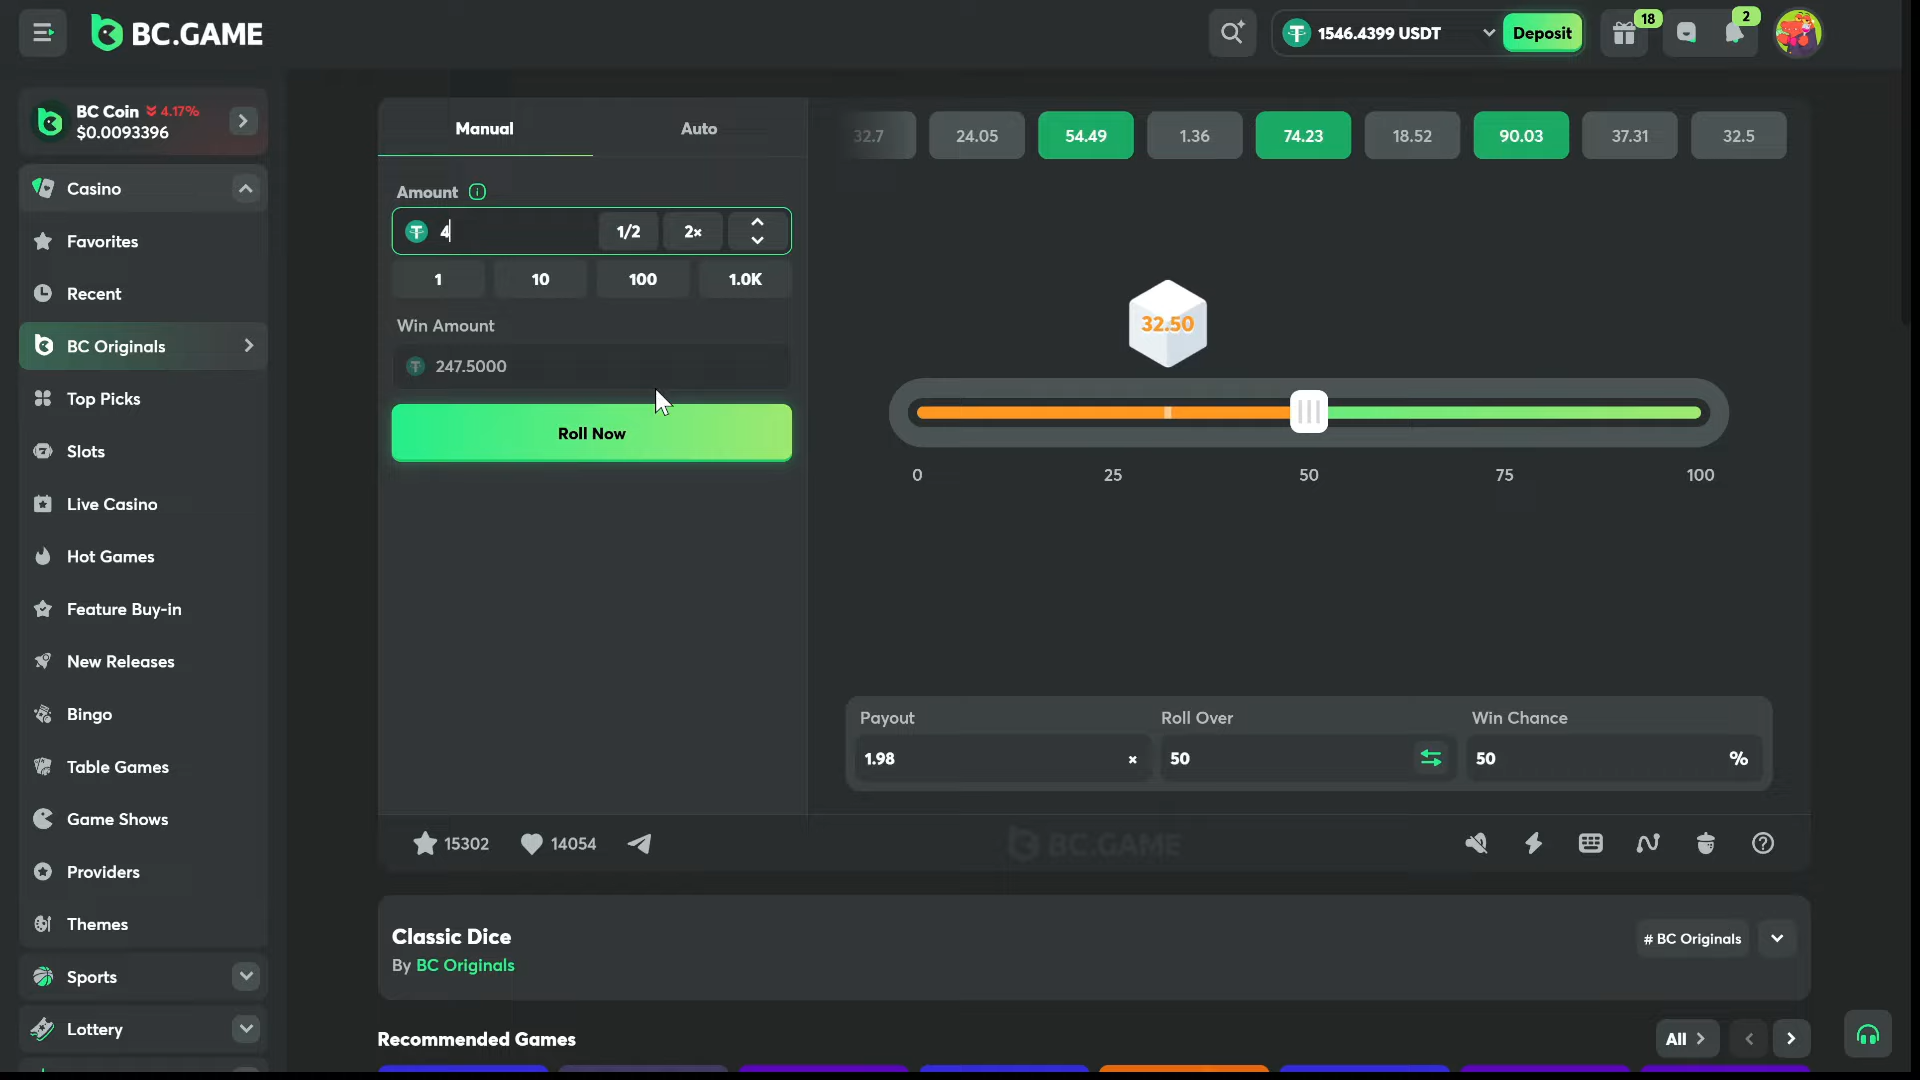 BC.GAME
1546.4399 USDT
Deposit
18
2
BC Coin 4.17%
$0.0093396
Casino
Favorites
Recent
BC Originals
Top Picks
Slots
Live Casino
Hot Games
Feature Buy-in
New Releases
Bingo
Table Games
Game Shows
Providers
Themes
Sports
Lottery
Manual
Auto
Amount
4
1/2
2×
1
10
100
1.0K
Win Amount
247.5000
Roll Now
32.7
24.05
54.49
1.36
74.23
18.52
90.03
37.31
32.5
32.50
0
25
50
75
100
Payout
1.98
×
Roll Over
50
Win Chance
50
%
15302
14054
BC.GAME
Classic Dice
By BC Originals
# BC Originals
Recommended Games
All